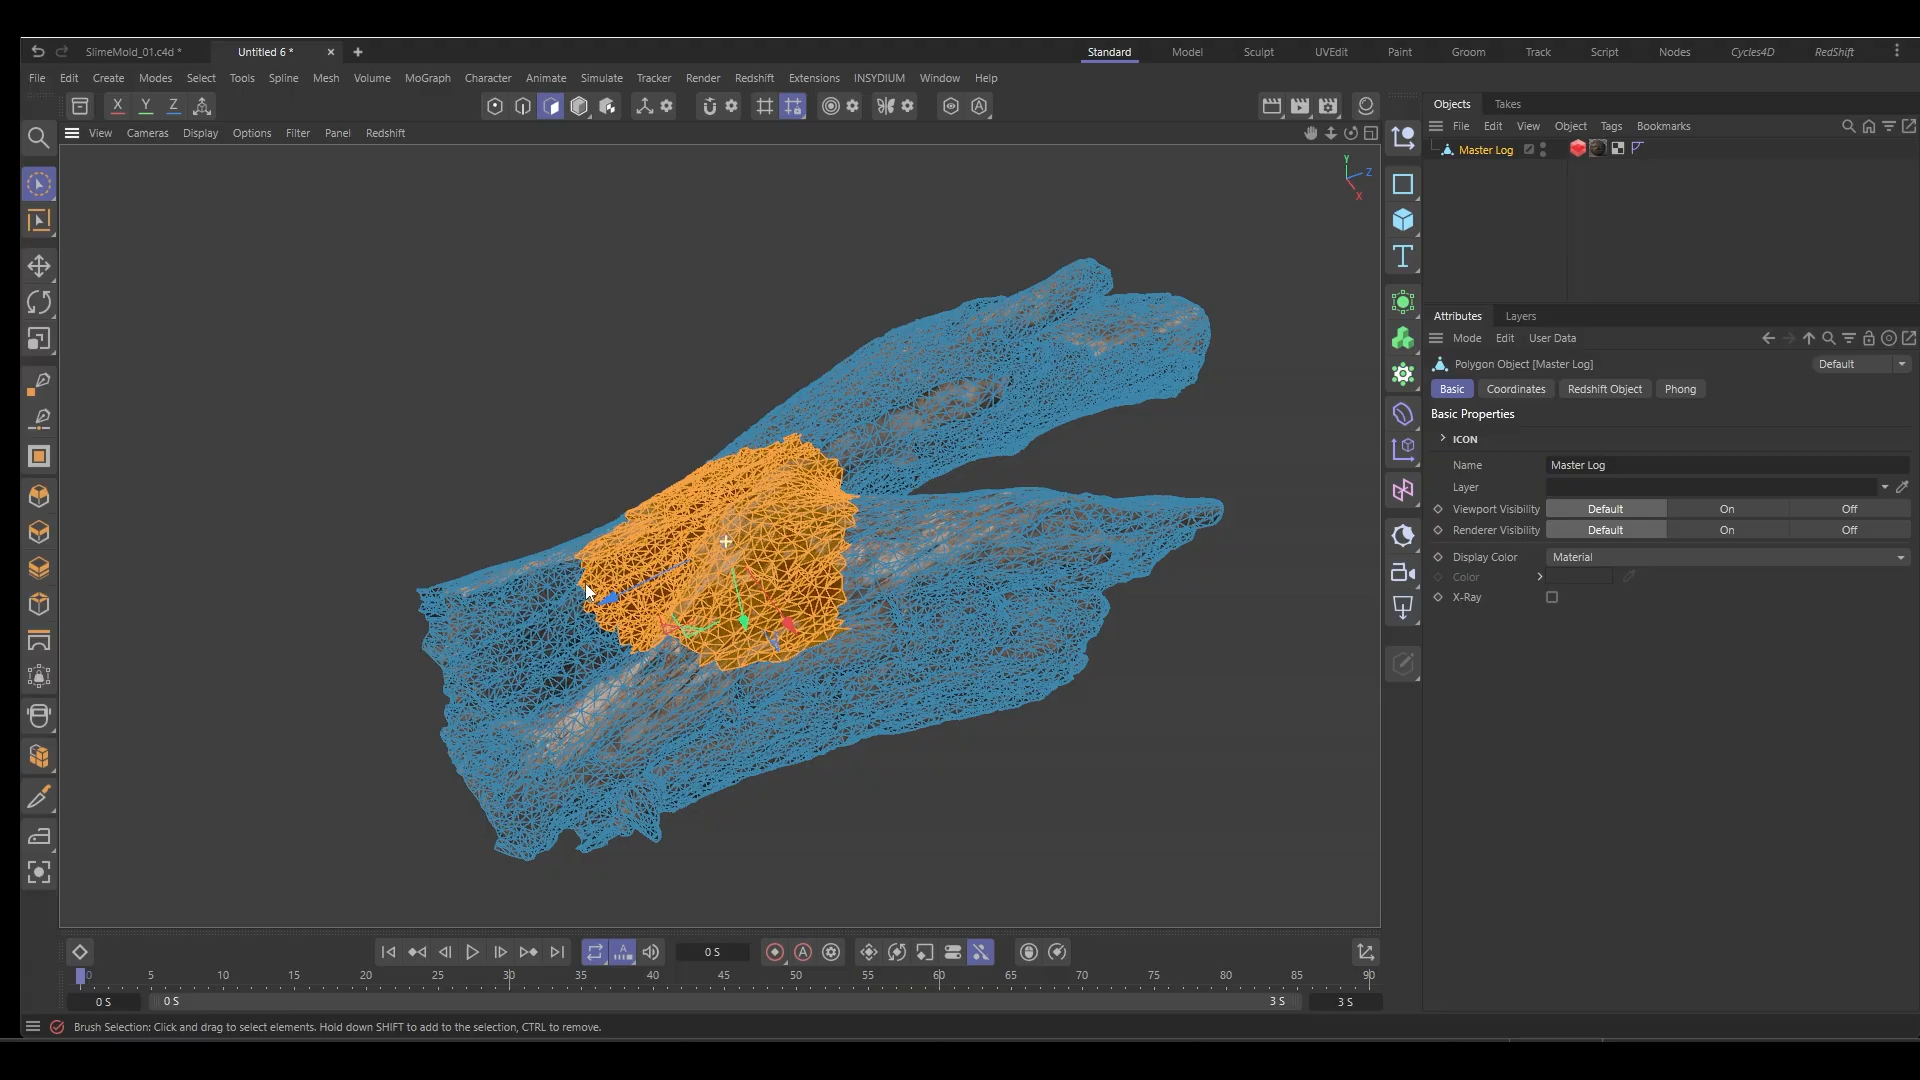 SlimeMold_01.c4d *
Untitled 6 *
Standard
Model
Sculpt
UVEdit
Paint
Groom
Track
Script
Nodes
Cycles4D
RedShift
File Edit Create Modes Select Tools Spline Mesh Volume MoGraph Character Animate Simulate Tracker Render Redshift Extensions INSYDIUM Window Help
X Y Z
View Cameras Display Options Filter Panel Redshift
Y
Z
X
Objects Takes
File Edit View Object Tags Bookmarks
Master Log
Attributes Layers
Mode Edit User Data
Polygon Object [Master Log]
Default
Basic Coordinates Redshift Object Phong
Basic Properties
ICON
Name Master Log
Layer
Viewport Visibility Default On Off
Renderer Visibility Default On Off
Display Color Material
Color
X-Ray
0 S
0 5 10 15 20 25 30 35 40 45 50 55 60 65 70 75 80 85 90
0 S 0 S 3 S 3 S
Brush Selection: Click and drag to select elements. Hold down SHIFT to add to the selection, CTRL to remove.